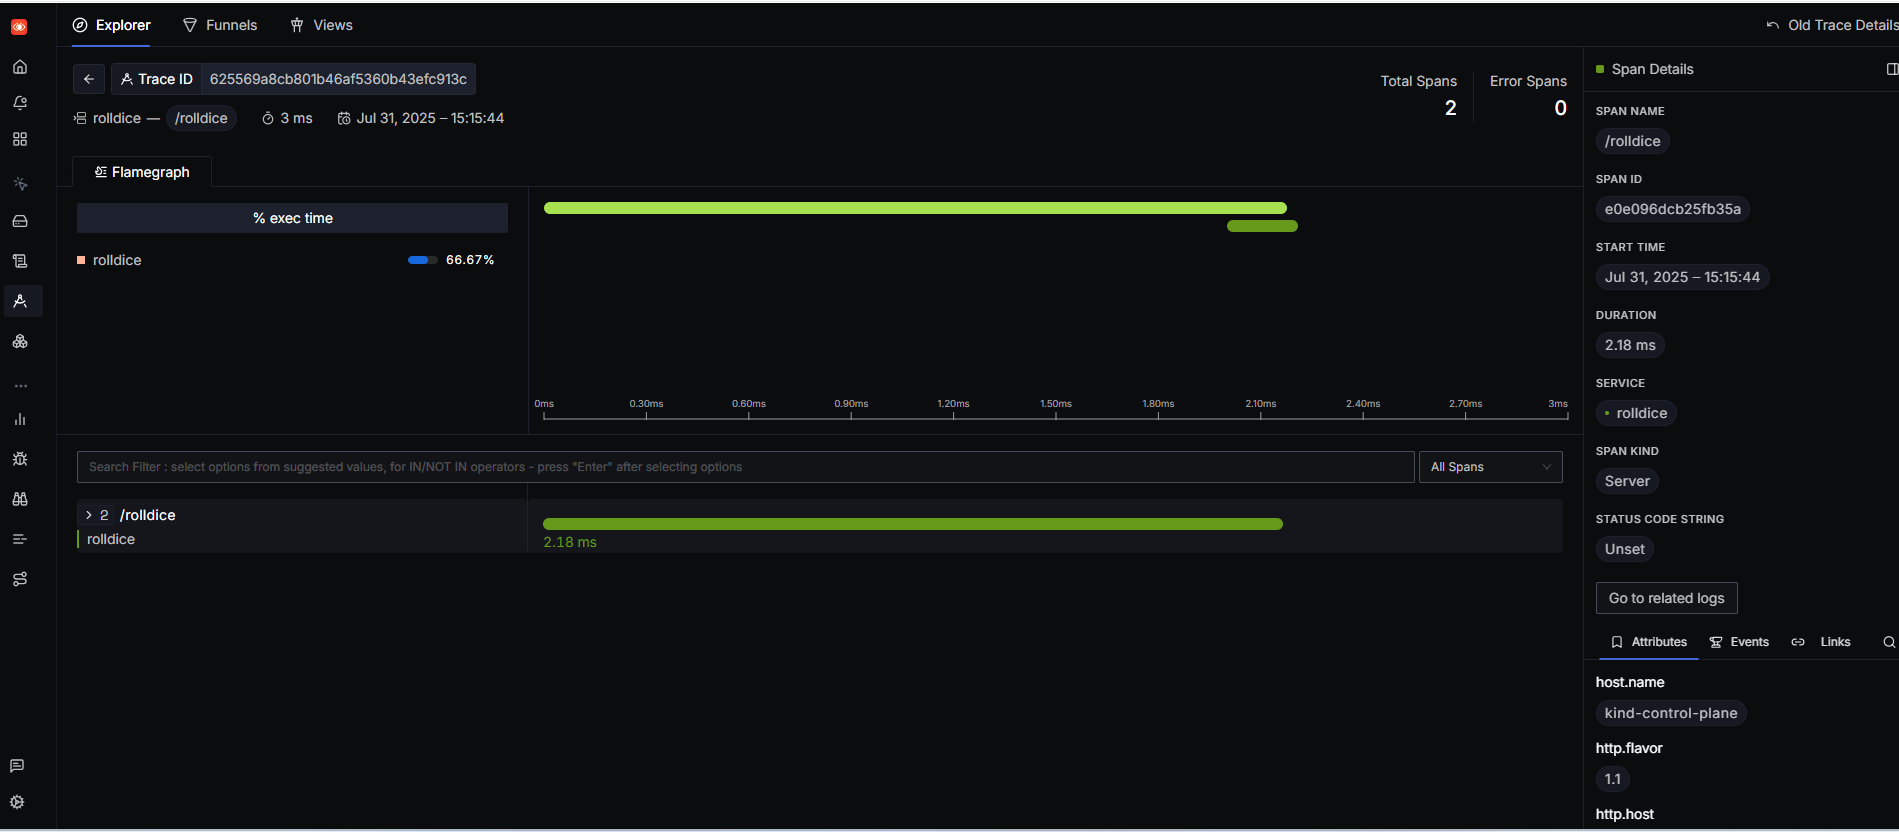 Explorer
Funnels
Views
Old Trace Details
Trace ID 625569a8cb801b46af5360b43efc913c
rolldice — /rolldice 3 ms Jul 31, 2025 – 15:15:44
Total Spans
2
Error Spans
0
Flamegraph
% exec time
rolldice 66.67%
0ms 0.30ms 0.60ms 0.90ms 1.20ms 1.50ms 1.80ms 2.10ms 2.40ms 2.70ms 3ms
Search Filter : select options from suggested values, for IN/NOT IN operators - press "Enter" after selecting options
All Spans
2 /rolldice
rolldice
2.18 ms
Span Details
SPAN NAME
/rolldice
SPAN ID
e0e096dcb25fb35a
START TIME
Jul 31, 2025 – 15:15:44
DURATION
2.18 ms
SERVICE
rolldice
SPAN KIND
Server
STATUS CODE STRING
Unset
Go to related logs
Attributes Events Links
host.name
kind-control-plane
http.flavor
1.1
http.host